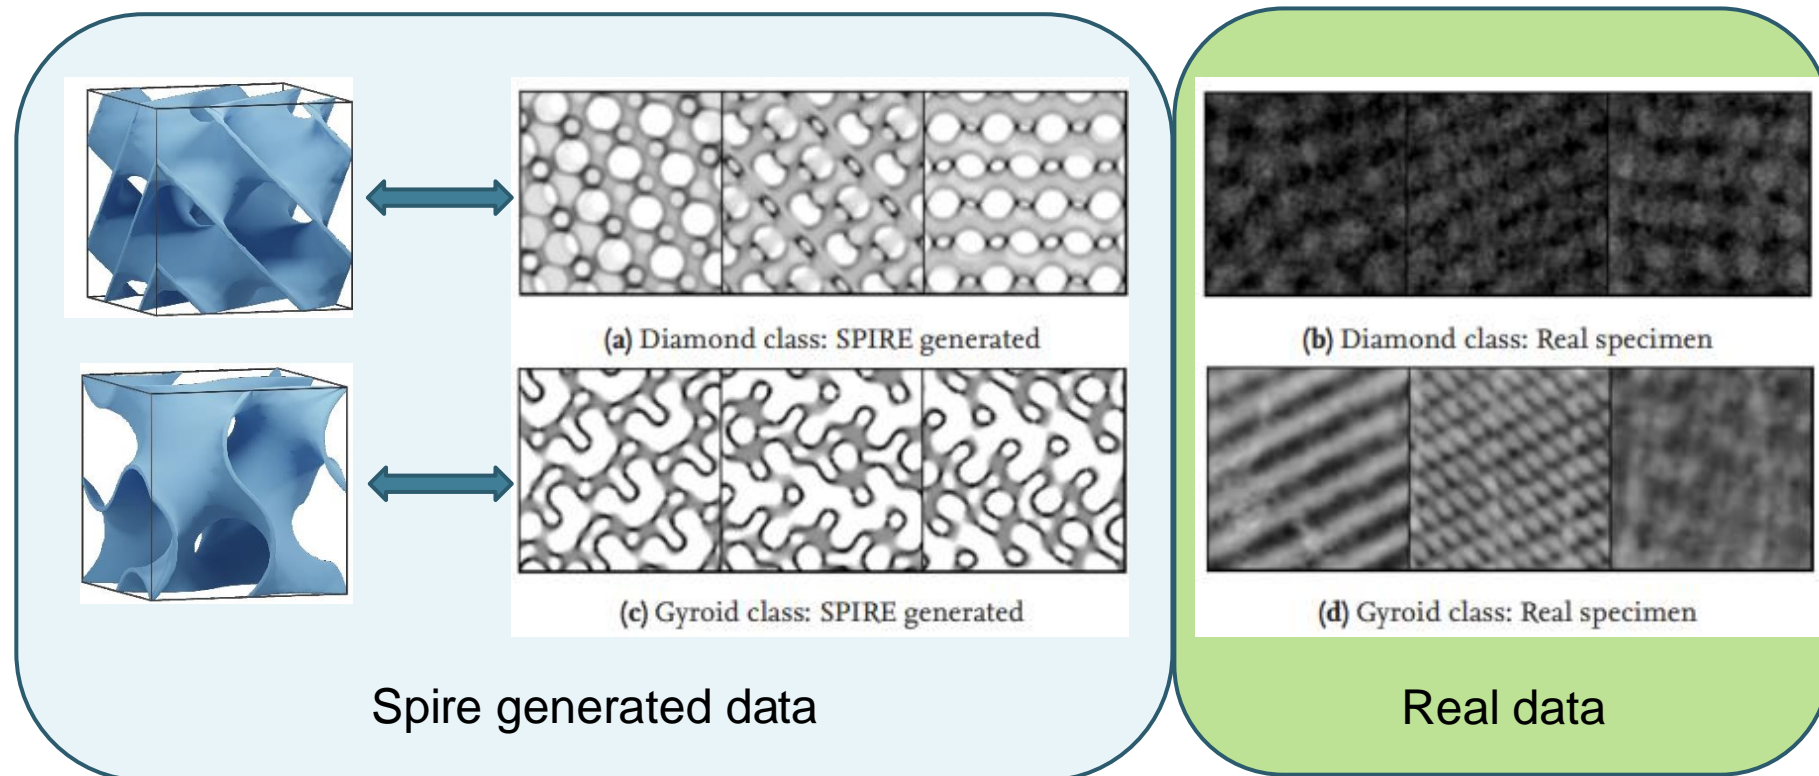 (a) Diamond class: SPIRE generated
(b) Diamond class: Real specimen
(c) Gyroid class: SPIRE generated
(d) Gyroid class: Real specimen
Spire generated data
Real data